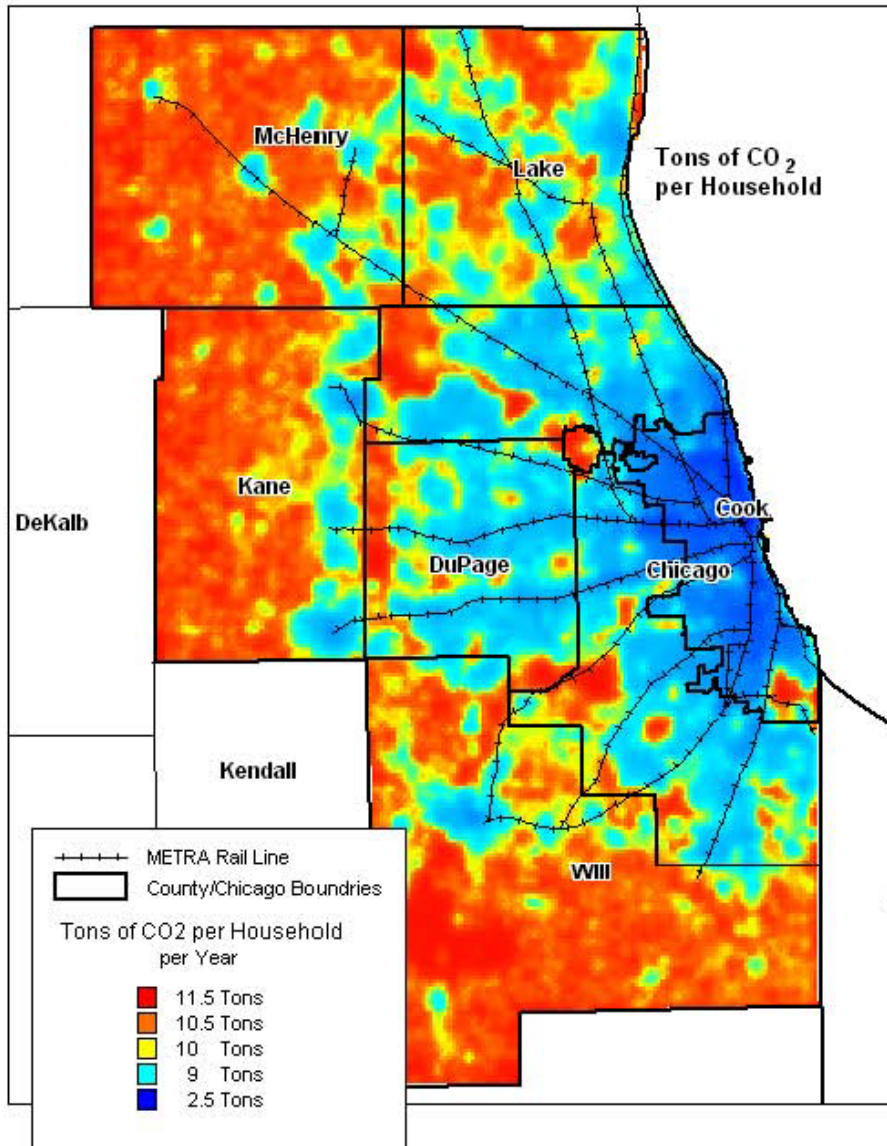 McHenry
Lake
Tons of CO2
per Household
Kane
Cook
DeKalb
DuPage
Chicago
Kendall
Will
METRA Rail Line
County/Chicago Boundries
Tons of CO2 per Household
per Year
11.5 Tons
10.5 Tons
10 Tons
9 Tons
2.5 Tons